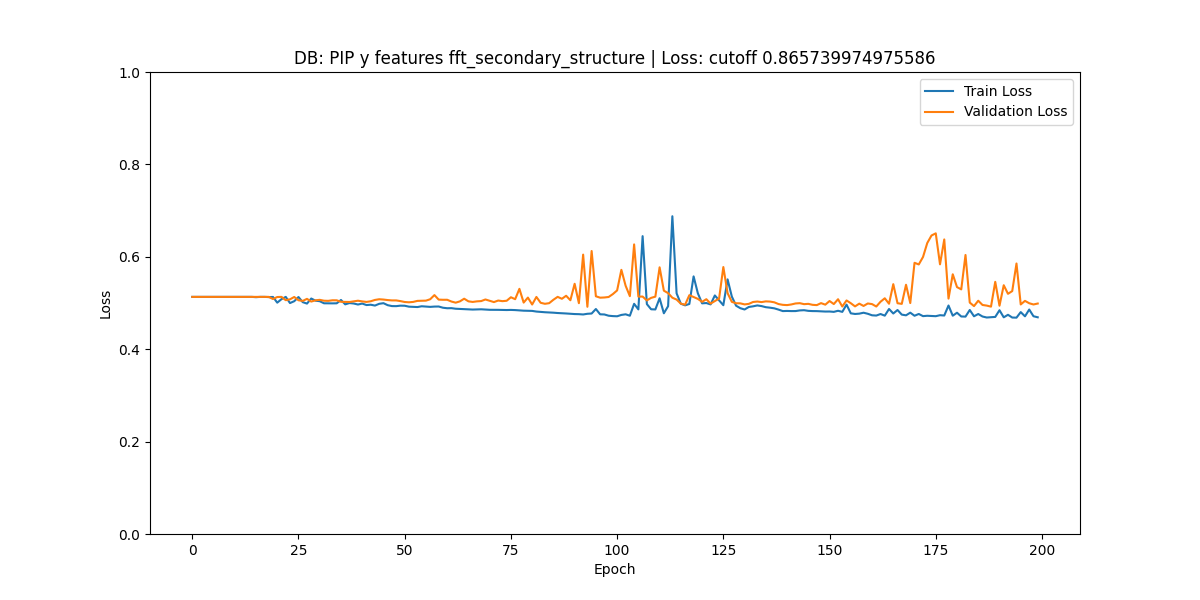 DB: PIP y features fft_secondary_structure | Loss: cutoff 0.865739974975586
Train Loss
Validation Loss
Loss
1.0
0.8
0.6
0.4
0.2
0.0
0 25 50 75 100 125 150 175 200
Epoch